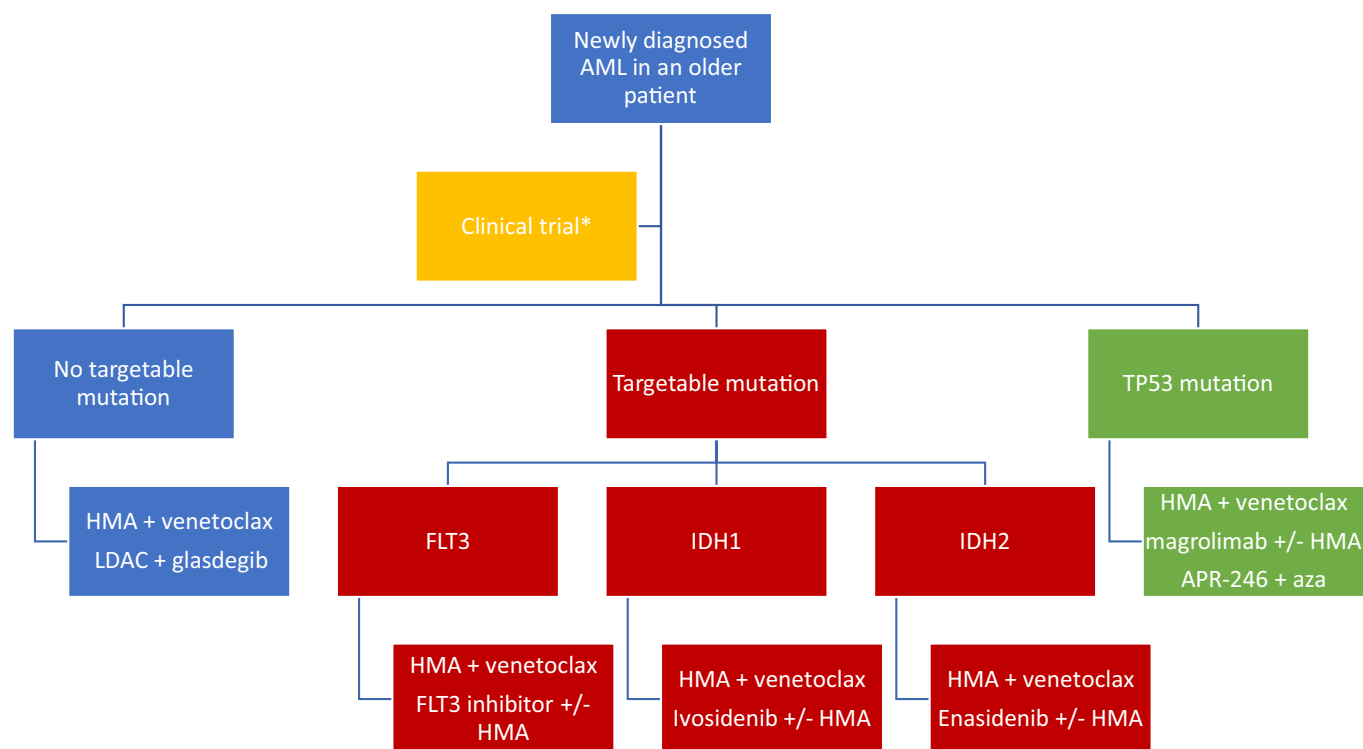 Newly diagnosed
AML in an older
patient
Clinical trial*
No targetable
mutation
Targetable mutation
TP53 mutation
HMA + venetoclax
LDAC + glasdegib
FLT3
IDH1
IDH2
HMA + venetoclax
magrolimab +/- HMA
APR-246 + aza
HMA + venetoclax
FLT3 inhibitor +/-
HMA
HMA + venetoclax
Ivosidenib +/- HMA
HMA + venetoclax
Enasidenib +/- HMA